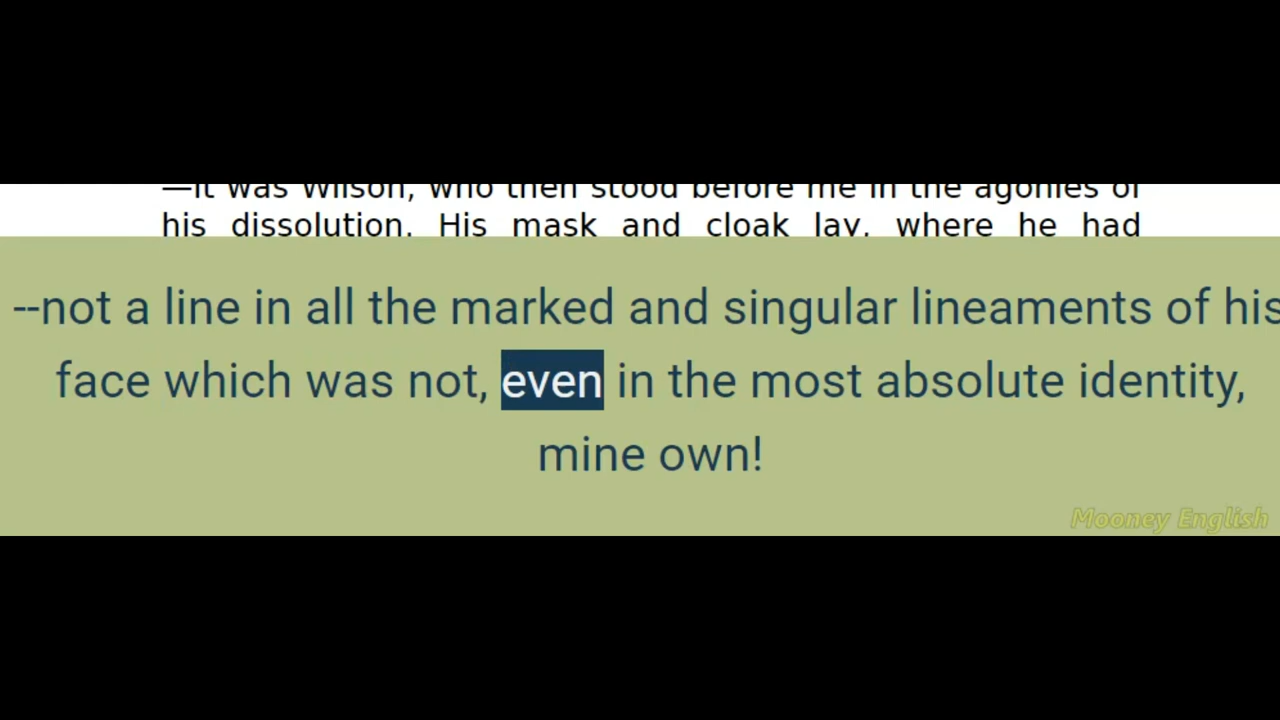 —it was Wilson, who then stood before me in the agonies of
his dissolution. His mask and cloak lay, where he had
--not a line in all the marked and singular lineaments of his
face which was not, even in the most absolute identity,
mine own!
Mooney English